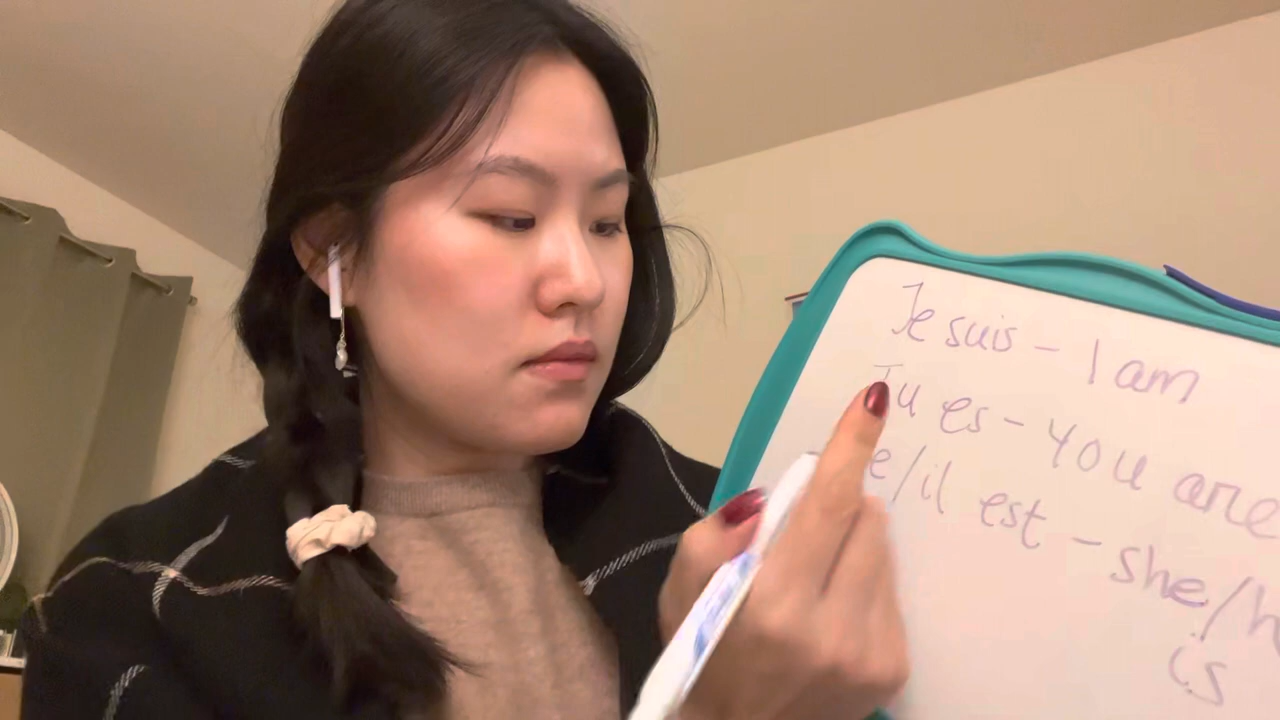 Je suis - I am
Tu es - you are
/il est - she/
is